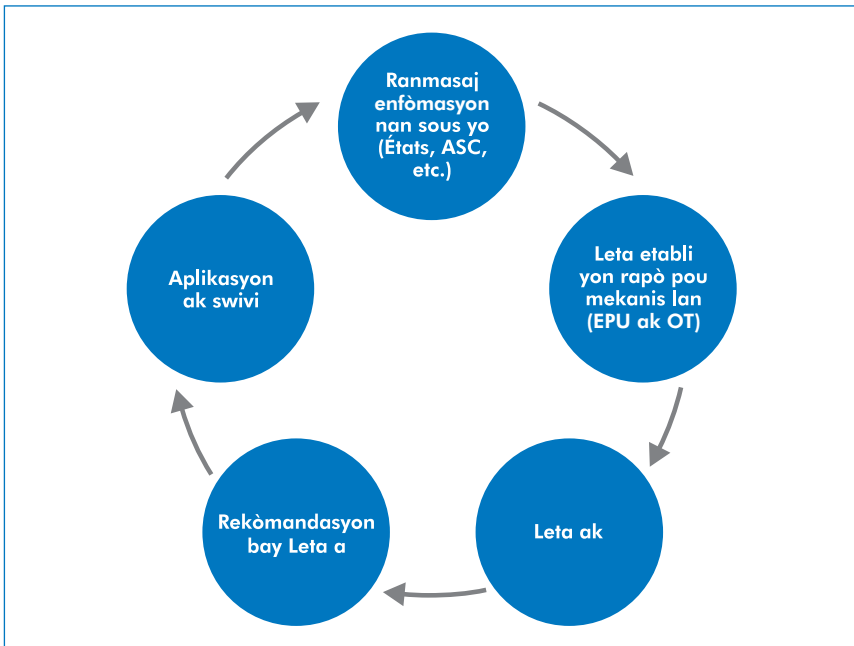 Ranmasaj
enfòmasyon
nan sous yo
(États, ASC,
etc.)
Leta etabli
yon rapò pou
mekanis lan
(EPU ak OT)
Leta ak
Rekòmandasyon
bay Leta a
Aplikasyon
ak swivi